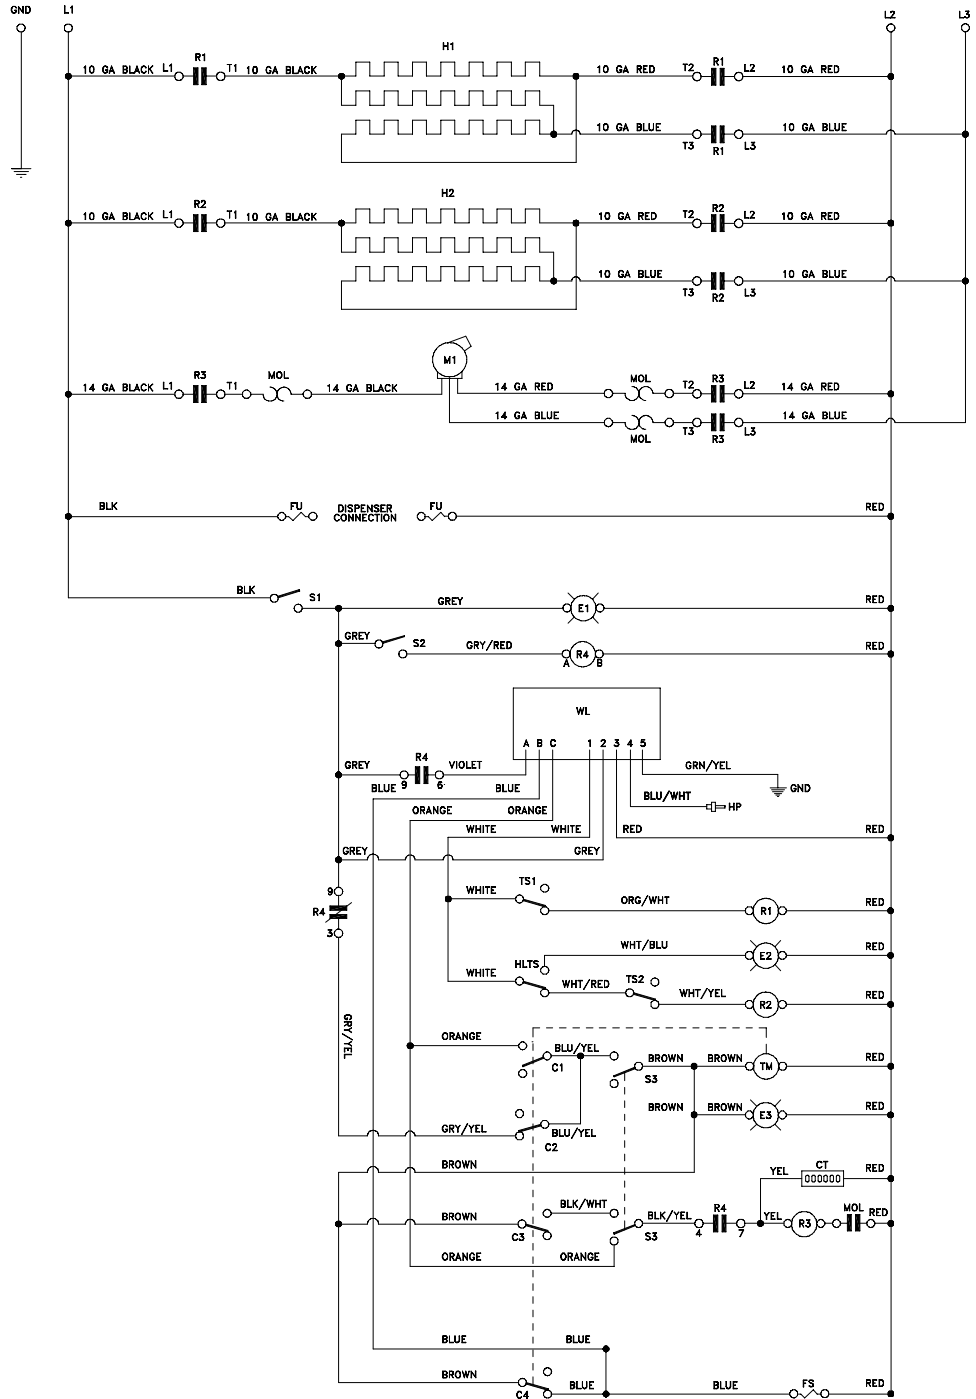 GND L1 L2 L3
H1
10 GA BLACK L1 R1 T1 10 GA BLACK 10 GA RED T2 R1 L2 10 GA RED
10 GA BLUE T3 R1 L3 10 GA BLUE
H2
10 GA BLACK L1 R2 T1 10 GA BLACK 10 GA RED T2 R2 L2 10 GA RED
10 GA BLUE T3 R2 L3 10 GA BLUE
M1
14 GA BLACK L1 R3 T1 MOL 14 GA BLACK 14 GA RED MOL T2 R3 L2 14 GA RED
14 GA BLUE MOL T3 R3 L3 14 GA BLUE
BLK FU DISPENSER FU RED
CONNECTION
BLK S1 GREY E1 RED
GREY S2 GRY/RED A R4 B RED
WL
A B C 1 2 3 4 5
GREY 9 R4 6 VIOLET GRN/YEL GND
BLUE BLUE BLU/WHT HP
ORANGE ORANGE
WHITE WHITE RED RED
GREY GREY
9 R4 3
WHITE TS1 ORG/WHT R1 RED
WHT/BLU E2 RED
WHITE HLTS WHT/RED TS2 WHT/YEL R2 RED
GRY/YEL
ORANGE C1 BLU/YEL S3 BROWN BROWN TM RED
BROWN BROWN E3 RED
GRY/YEL C2 BLU/YEL
BROWN YEL CT RED
000000
BROWN C3 BLK/WHT S3 BLK/YEL 4 R4 7 YEL R3 MOL RED
ORANGE ORANGE
BLUE BLUE
BROWN C4 BLUE BLUE FS RED